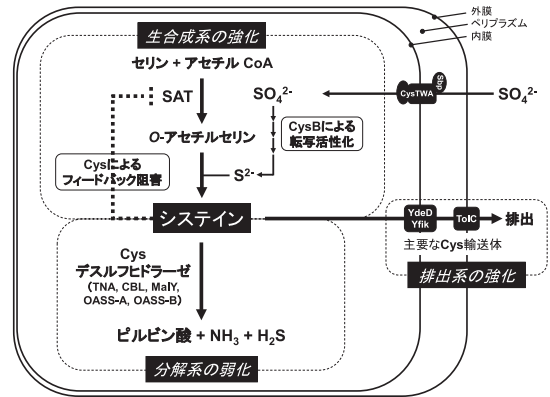 外膜
ペリプラズム
内膜
生合成系の強化
セリン + アセチル CoA
SAT
SO₄²⁻
CysTWA
Sbp
SO₄²⁻
O-アセチルセリン
CysBによる
転写活性化
Cysによる
フィードバック阻害
S²⁻
システイン
YdeD
Yfik
TolC
排出
主要なCys輸送体
排出系の強化
Cys
デスルフヒドラーゼ
（TNA, CBL, MalY,
OASS-A, OASS-B）
ピルビン酸 + NH₃ + H₂S
分解系の弱化